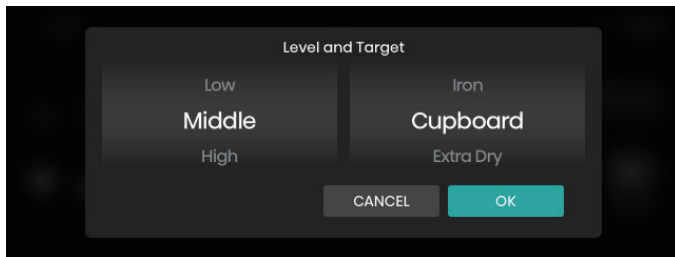 Level and Target
Low Iron
Middle Cupboard
High Extra Dry
CANCEL OK